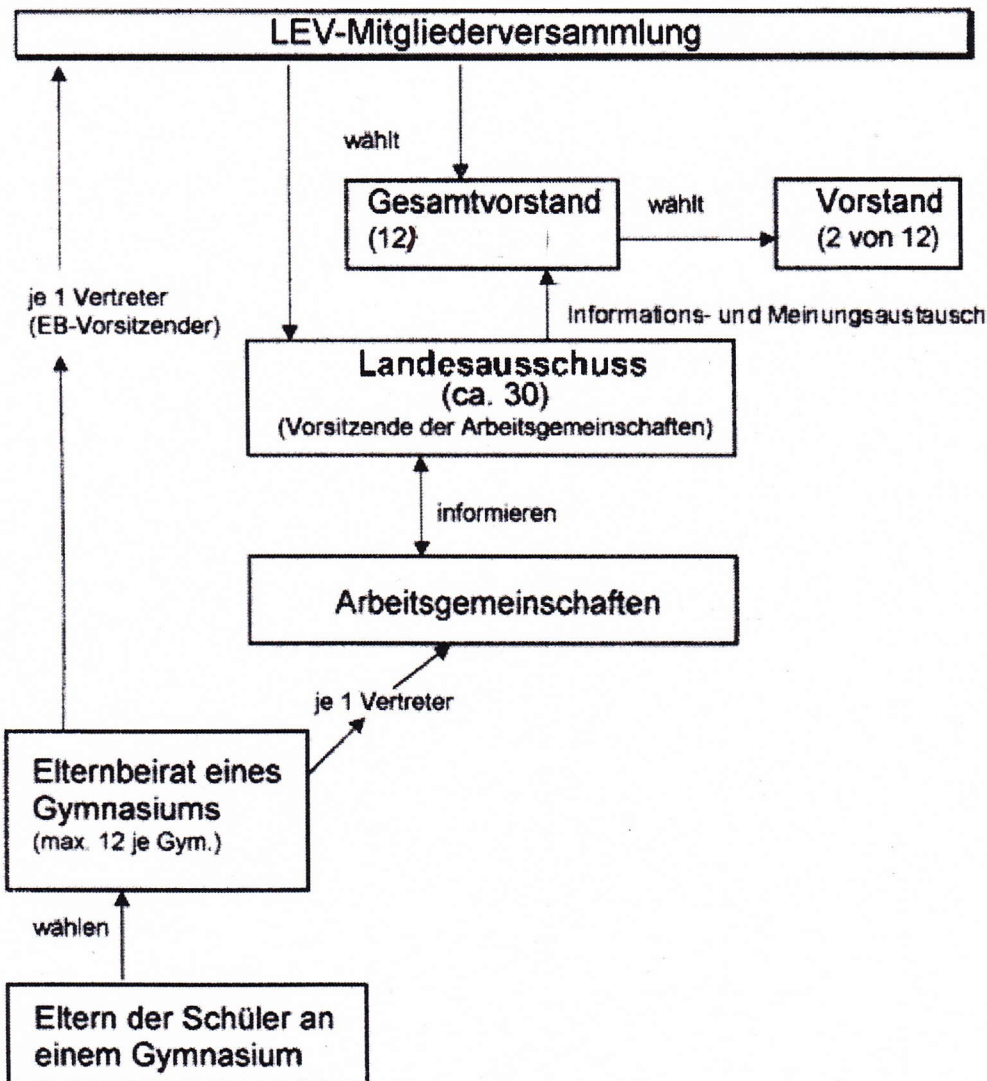 LEV-Mitgliederversammlung
wählt
Gesamtvorstand
(12)
wählt
Vorstand
(2 von 12)
je 1 Vertreter
(EB-Vorsitzender)
Informations- und Meinungsaustausch
Landesausschuss
(ca. 30)
(Vorsitzende der Arbeitsgemeinschaften)
informieren
Arbeitsgemeinschaften
je 1 Vertreter
Elternbeirat eines
Gymnasiums
(max. 12 je Gym.)
wählen
Eltern der Schüler an
einem Gymnasium